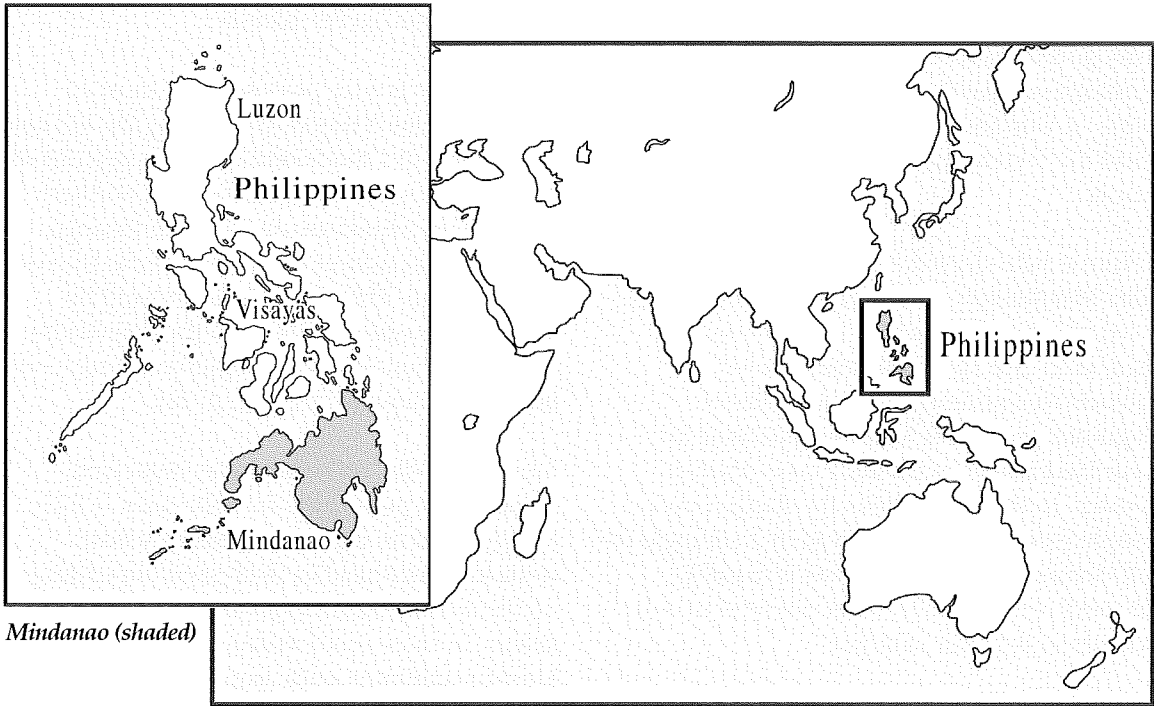 Luzon
Philippines
Visayas
Mindanao
Mindanao (shaded)
Philippines